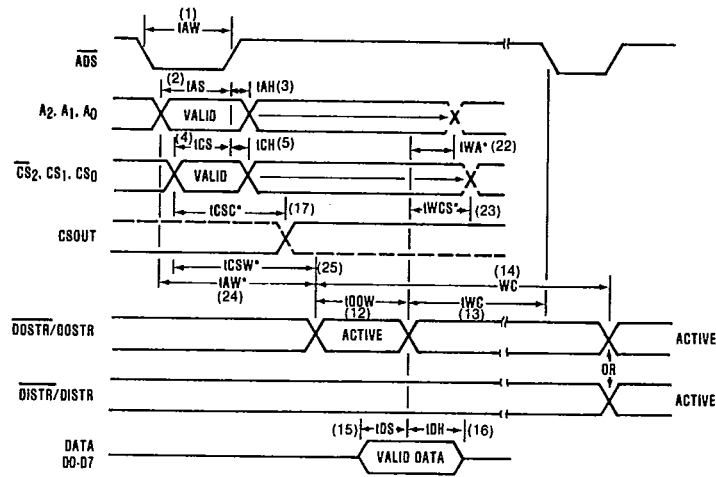 (1)
tAW
ADS
(2) tAS tAH (3)
A2, A1, A0
VALID
tWA* (22)
(4) tCS tCH (5)
CS2, CS1, CS0
VALID
tCSC* (17)
tWCS* (23)
CSOUT
tCSW* (25)
(14)
WC
tAW*
(24)
tDOW
(12)
tWC
(13)
DOSTR/DOSTR
ACTIVE
ACTIVE
OR
DISTR/DISTR
ACTIVE
(15) tDS tDH (16)
DATA
D0-D7
VALID DATA